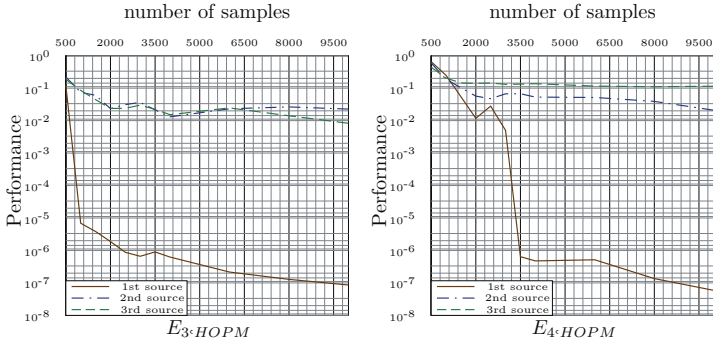 number of samples
500 2000 3500 5000 6500 8000 9500
10^0
10^-1
10^-2
10^-3
10^-4
10^-5
10^-6
10^-7
10^-8
Performance
1st source
2nd source
3rd source
E_3-HOPM
number of samples
500 2000 3500 5000 6500 8000 9500
10^0
10^-1
10^-2
10^-3
10^-4
10^-5
10^-6
10^-7
10^-8
Performance
1st source
2nd source
3rd source
E_4-HOPM